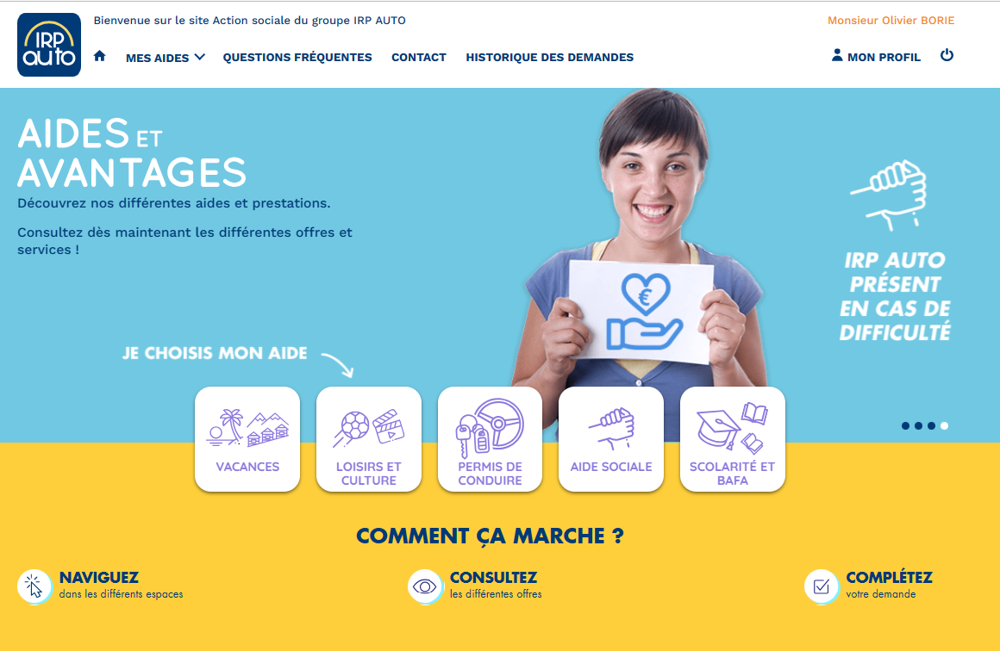 IRP
auto
Bienvenue sur le site Action sociale du groupe IRP AUTO
Monsieur Olivier BORIE
MES AIDES
QUESTIONS FRÉQUENTES
CONTACT
HISTORIQUE DES DEMANDES
MON PROFIL
AIDES ET
AVANTAGES
Découvrez nos différentes aides et prestations.
Consultez dès maintenant les différentes offres et
services !
€
IRP AUTO
PRÉSENT
EN CAS DE
DIFFICULTÉ
JE CHOISIS MON AIDE
VACANCES
LOISIRS ET
CULTURE
PERMIS DE
CONDUIRE
AIDE SOCIALE
SCOLARITÉ ET
BAFA
COMMENT ÇA MARCHE ?
NAVIGUEZ
dans les différents espaces
CONSULTEZ
les différentes offres
COMPLÉTEZ
votre demande